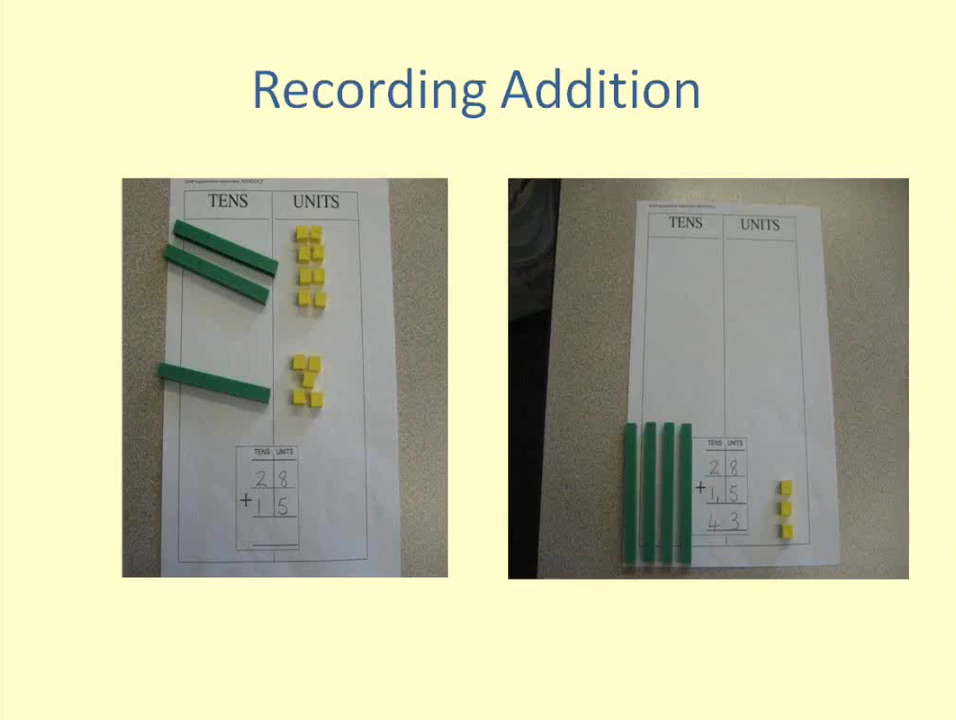 Recording Addition
TENS UNITS
TENS UNITS
2 8
+ 1 5
TENS UNITS
TENS UNITS
2 8
+ 1, 5
4 3